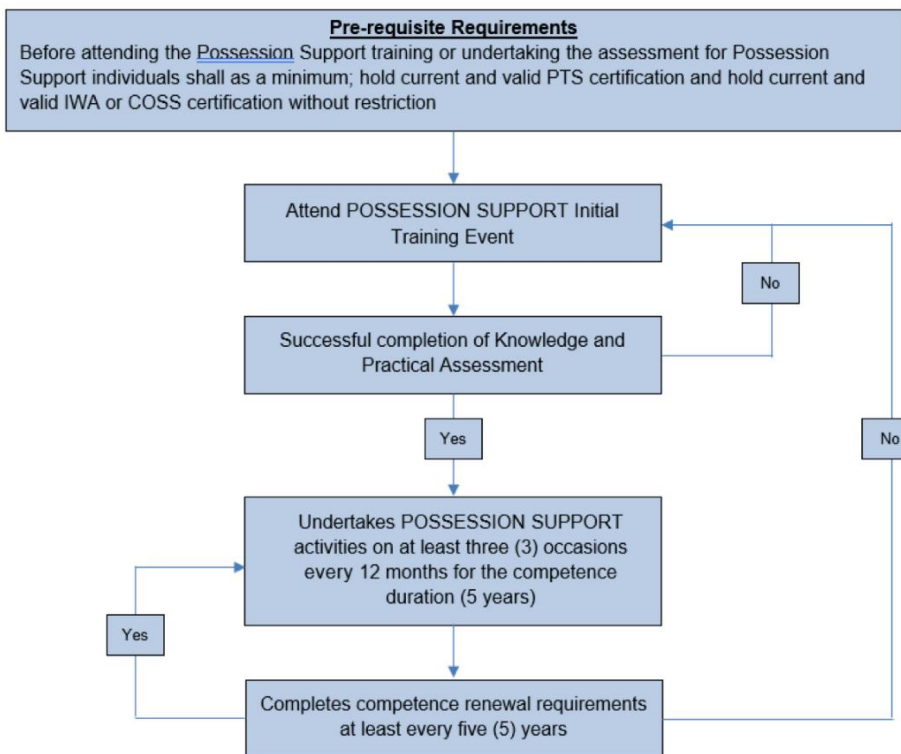 Pre-requisite Requirements
Before attending the Possession Support training or undertaking the assessment for Possession
Support individuals shall as a minimum; hold current and valid PTS certification and hold current and
valid IWA or COSS certification without restriction
Attend POSSESSION SUPPORT Initial
Training Event
No
Successful completion of Knowledge and
Practical Assessment
Yes
No
Undertakes POSSESSION SUPPORT
activities on at least three (3) occasions
every 12 months for the competence
duration (5 years)
Yes
Completes competence renewal requirements
at least every five (5) years